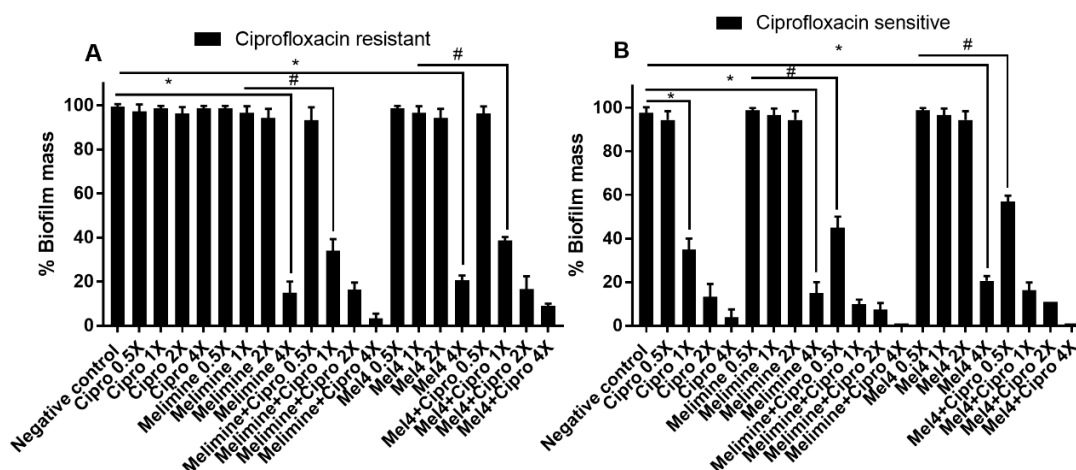 A
Ciprofloxacin resistant
*
#
*
#
% Biofilm mass
100
80
60
40
20
0
Negative control
Cipro 0.5X
Cipro 1X
Cipro 2X
Cipro 4X
Melimine 0.5X
Melimine 1X
Melimine 2X
Melimine 4X
Melimine+Cipro 0.5X
Melimine+Cipro 1X
Melimine+Cipro 2X
Melimine+Cipro 4X
Mel4 0.5X
Mel4 1X
Mel4 2X
Mel4 4X
Mel4+Cipro 0.5X
Mel4+Cipro 1X
Mel4+Cipro 2X
Mel4+Cipro 4X
B
Ciprofloxacin sensitive
*
#
*
#
*
% Biofilm mass
100
80
60
40
20
0
Negative control
Cipro 0.5X
Cipro 1X
Cipro 2X
Cipro 4X
Melimine 0.5X
Melimine 1X
Melimine 2X
Melimine 4X
Melimine+Cipro 0.5X
Melimine+Cipro 1X
Melimine+Cipro 2X
Melimine+Cipro 4X
Mel4 0.5X
Mel4 1X
Mel4 2X
Mel4 4X
Mel4+Cipro 0.5X
Mel4+Cipro 1X
Mel4+Cipro 2X
Mel4+Cipro 4X